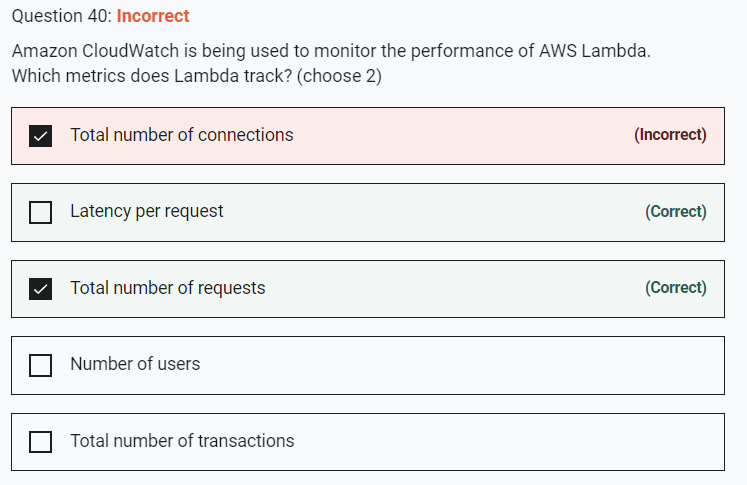 Question 40: Incorrect
Amazon CloudWatch is being used to monitor the performance of AWS Lambda.
Which metrics does Lambda track? (choose 2)
Total number of connections (Incorrect)
Latency per request (Correct)
Total number of requests (Correct)
Number of users
Total number of transactions